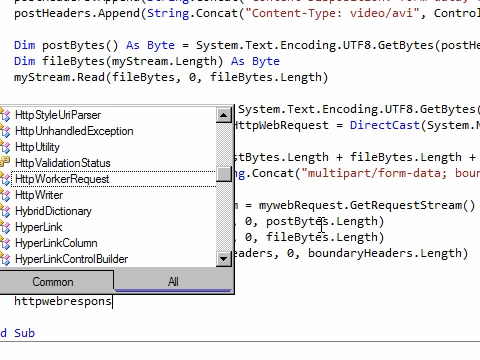 postHeaders.Append(String.Concat("Content-Type: video/avi", Control
Dim postBytes() As Byte = System.Text.Encoding.UTF8.GetBytes(postHe
Dim fileBytes(myStream.Length) As Byte
myStream.Read(fileBytes, 0, fileBytes.Length)
HttpStyleUriParser
System.Text.Encoding.UTF8.GetBytes(
HttpUnhandledException
HttpWebRequest = DirectCast(System.N
HttpUtility
HttpValidationStatus
stBytes.Length + fileBytes.Length +
HttpWorkerRequest
ng.Concat("multipart/form-data; boun
HttpWriter
HybridDictionary
m = mywebRequest.GetRequestStream()
HyperLink
, 0, postBytes.Length)
HyperLinkColumn
, 0, fileBytes.Length)
HyperLinkControlBuilder
eaders, 0, boundaryHeaders.Length)
Common
All
httpwebrespons
d Sub